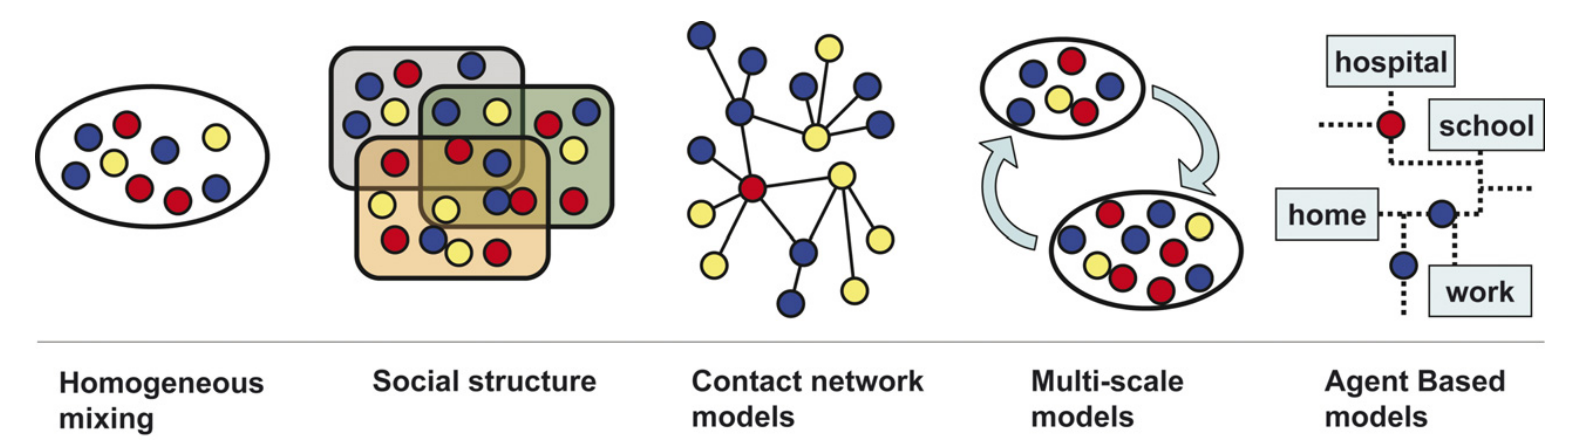 hospital
school
home
work
Homogeneous
mixing
Social structure
Contact network
models
Multi-scale
models
Agent Based
models